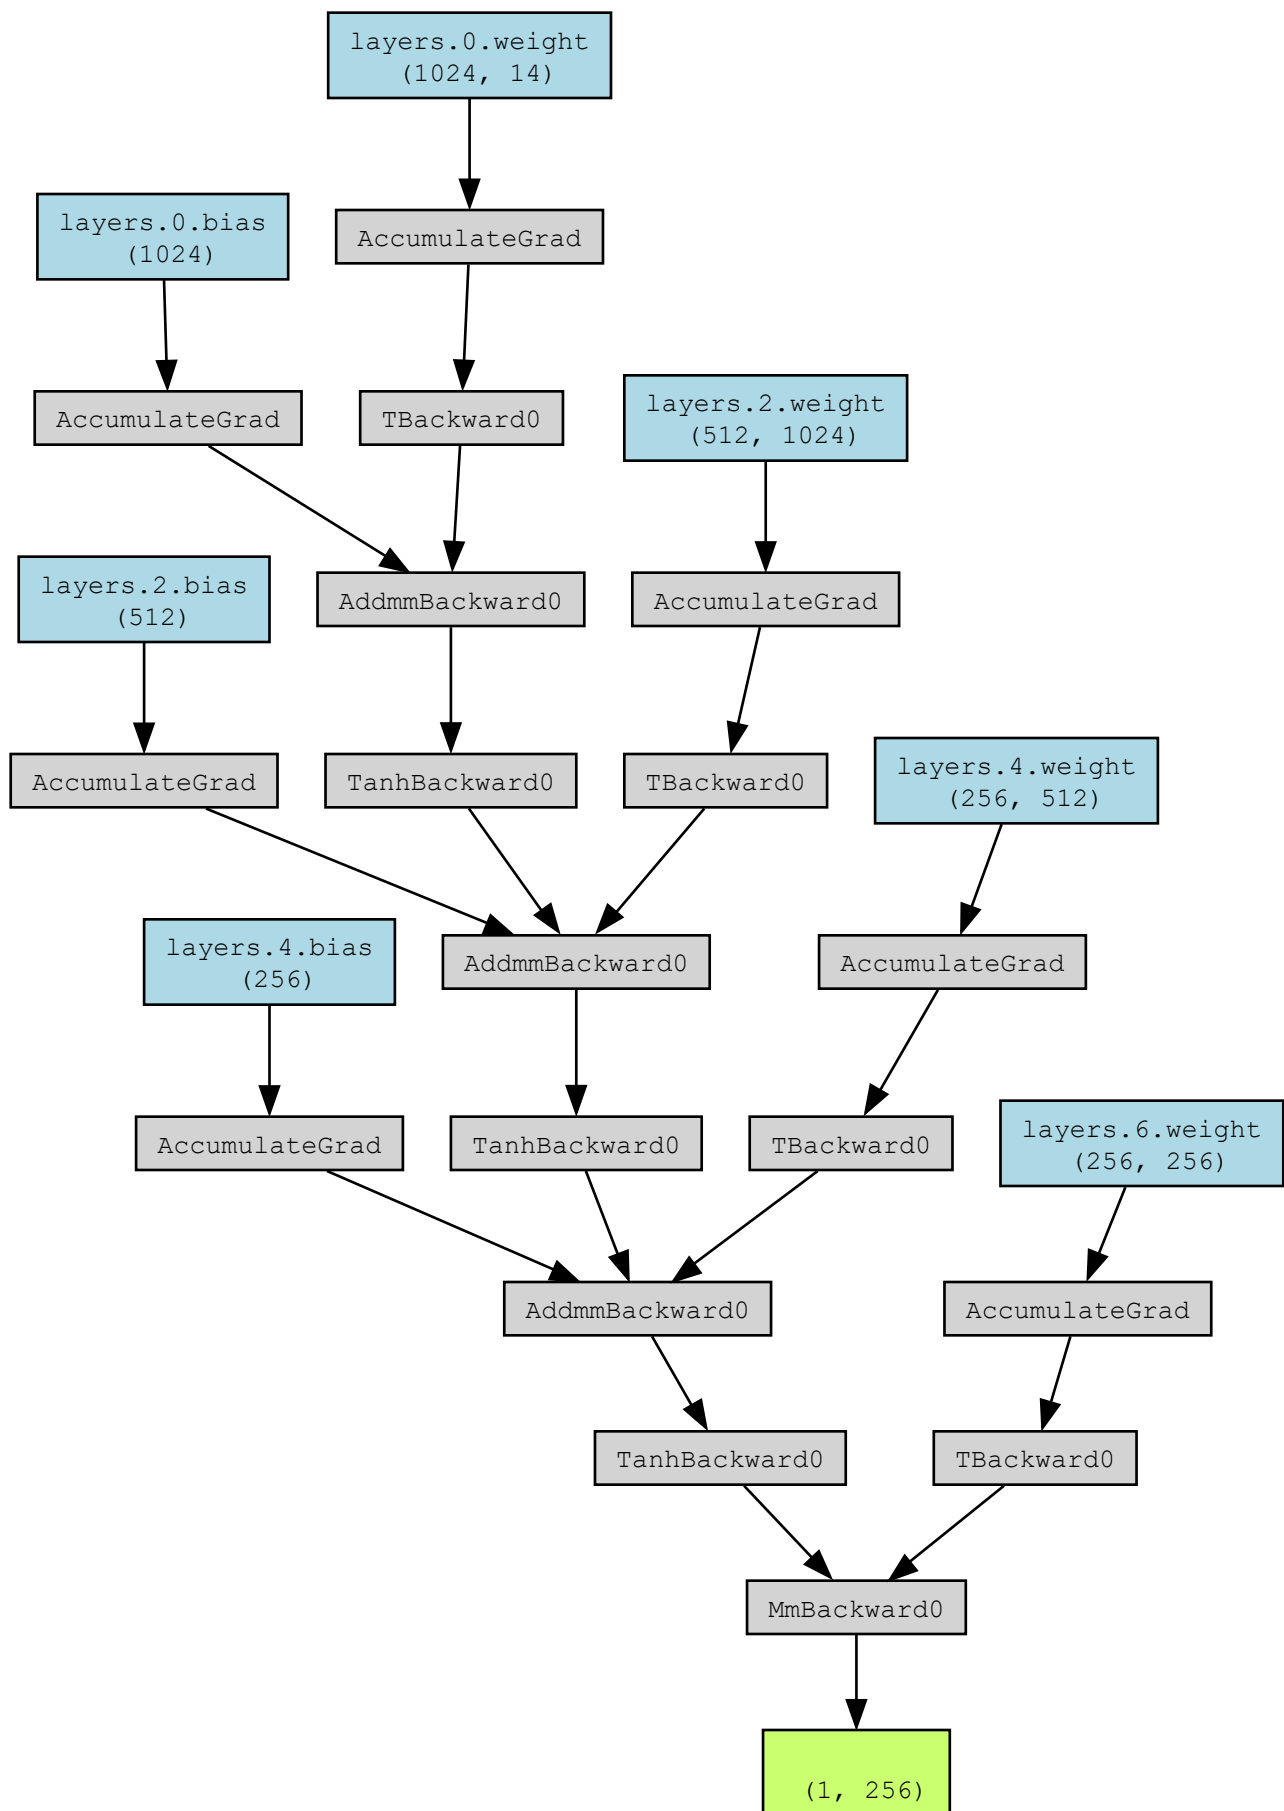 layers.0.weight
(1024, 14)
layers.0.bias
(1024)
AccumulateGrad
AccumulateGrad
TBackward0
layers.2.weight
(512, 1024)
layers.2.bias
(512)
AddmmBackward0
AccumulateGrad
AccumulateGrad
TanhBackward0
TBackward0
layers.4.weight
(256, 512)
layers.4.bias
(256)
AddmmBackward0
AccumulateGrad
AccumulateGrad
TanhBackward0
TBackward0
layers.6.weight
(256, 256)
AddmmBackward0
AccumulateGrad
TanhBackward0
TBackward0
MmBackward0
(1, 256)